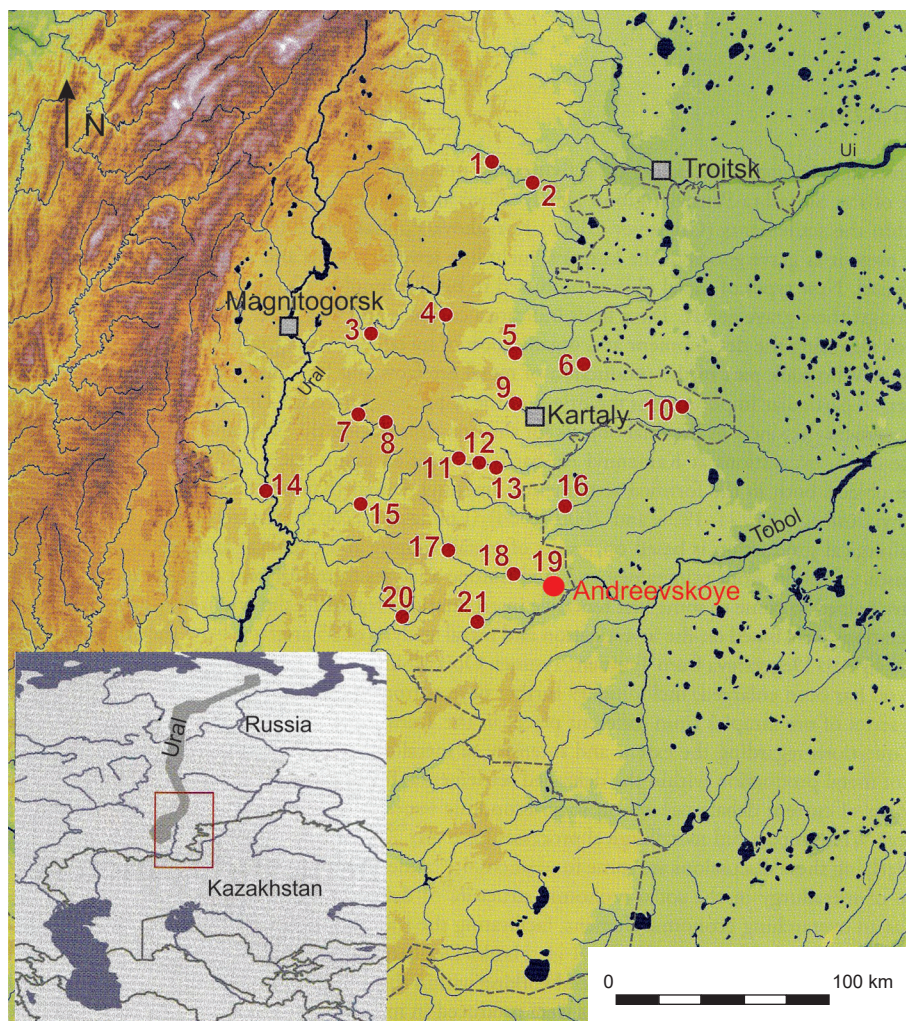 N
1
2
Troitsk
Ui
Magnitogorsk
3
4
5
6
Ural
7
8
9
Kartaly
10
11
12
13
14
15
16
Tobol
17
18
19
Andreevskoye
20
21
Ural
Russia
Kazakhstan
0
100 km